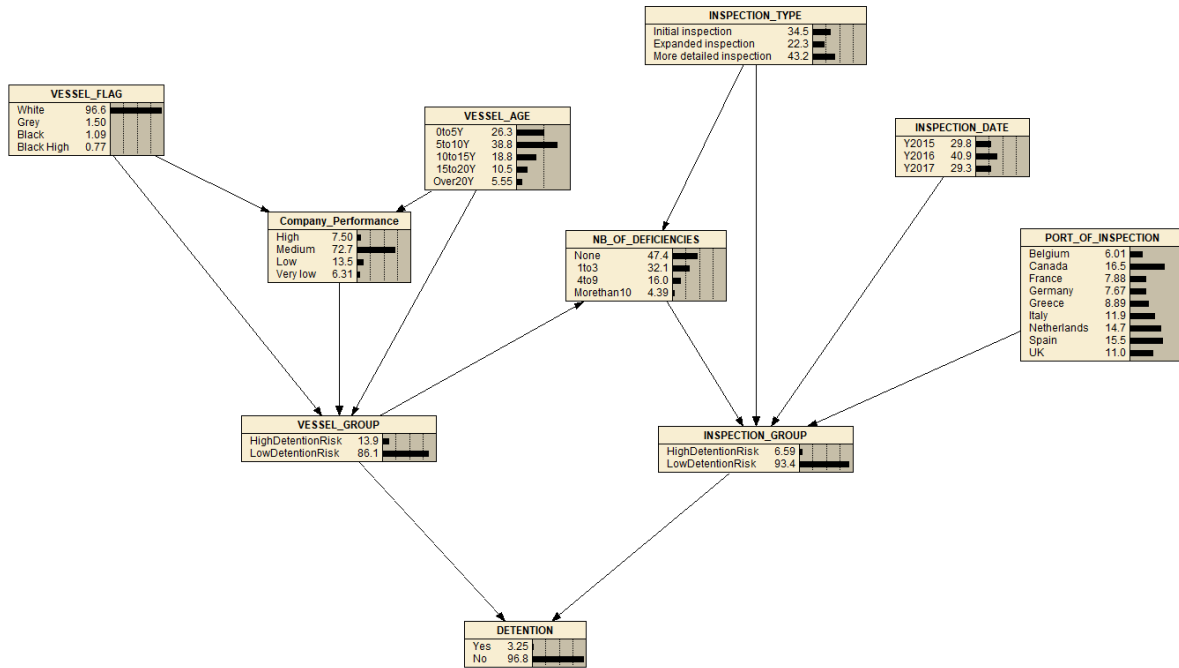 INSPECTION_TYPE
Initial inspection 34.5
Expanded inspection 22.3
More detailed inspection 43.2
VESSEL_FLAG
White 96.6
Grey 1.50
Black 1.09
Black High 0.77
VESSEL_AGE
0to5Y 26.3
5to10Y 38.8
10to15Y 18.8
15to20Y 10.5
Over20Y 5.55
INSPECTION_DATE
Y2015 29.8
Y2016 40.9
Y2017 29.3
Company_Performance
High 7.50
Medium 72.7
Low 13.5
Very low 6.31
NB_OF_DEFICIENCIES
None 47.4
1to3 32.1
4to9 16.0
Morethan10 4.39
PORT_OF_INSPECTION
Belgium 6.01
Canada 16.5
France 7.88
Germany 7.67
Greece 8.89
Italy 11.9
Netherlands 14.7
Spain 15.5
UK 11.0
VESSEL_GROUP
HighDetentionRisk 13.9
LowDetentionRisk 86.1
INSPECTION_GROUP
HighDetentionRisk 6.59
LowDetentionRisk 93.4
DETENTION
Yes 3.25
No 96.8